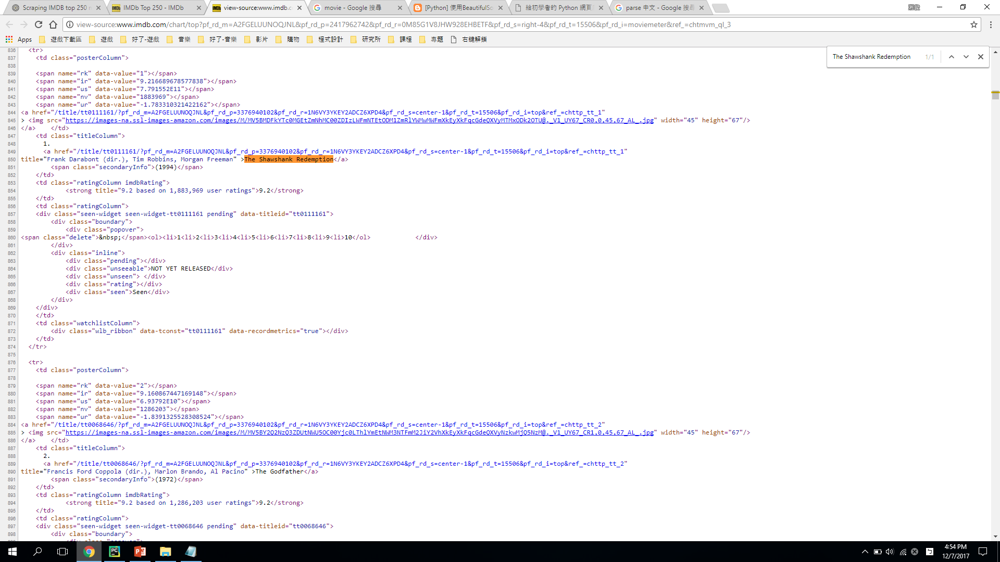 Scraping IMDB top 250 m
IMDb Top 250 - IMDb
view-source:www.imdb.c
movie - Google 搜尋
[Python] 使用BeautifulSo
給初學者的 Python 網頁
parse 中文 - Google 搜尋
view-source:www.imdb.com/chart/top?pf_rd_m=A2FGELUUNOQJNL&pf_rd_p=2417962742&pf_rd_r=0M85G1V8JHW928EHBETF&pf_rd_s=right-4&pf_rd_t=15506&pf_rd_i=moviemeter&ref_=chtmvm_ql_3
Apps 遊戲下載區 遊戲 好了-遊戲 音樂 好了-音樂 影片 購物 程式設計 研究所 課程 專題 右鍵解鎖
The Shawshank Redemption 1/1
836 <tr>
837 <td class="posterColumn">
838
839 <span name="rk" data-value="1"></span>
840 <span name="ir" data-value="9.216689678577838"></span>
841 <span name="us" data-value="7.791552E11"></span>
842 <span name="nv" data-value="1883969"></span>
843 <span name="ur" data-value="-1.783310321422162"></span>
844 <a href="/title/tt0111161/?pf_rd_m=A2FGELUUNOQJNL&pf_rd_p=3376940102&pf_rd_r=1N6VY3YKEY2ADCZ6XPD4&pf_rd_s=center-1&pf_rd_t=15506&pf_rd_i=top&ref_=chttp_tt_1"
845 > <img src="https://images-na.ssl-images-amazon.com/images/M/MV5BMDFkYTc0MGEtZmNhMC00ZDIzLWFmNTEtODM1ZmRlYWMwMWFmXkEyXkFqcGdeQXVyMTMxODk2OTU@._V1_UY67_CR0,0,45,67_AL_.jpg" width="45" height="67"/>
846 </a> </td>
847 <td class="titleColumn">
848 1.
849 <a href="/title/tt0111161/?pf_rd_m=A2FGELUUNOQJNL&pf_rd_p=3376940102&pf_rd_r=1N6VY3YKEY2ADCZ6XPD4&pf_rd_s=center-1&pf_rd_t=15506&pf_rd_i=top&ref_=chttp_tt_1"
850 title="Frank Darabont (dir.), Tim Robbins, Morgan Freeman" >The Shawshank Redemption</a>
851 <span class="secondaryInfo">(1994)</span>
852 </td>
853 <td class="ratingColumn imdbRating">
854 <strong title="9.2 based on 1,883,969 user ratings">9.2</strong>
855 </td>
856 <td class="ratingColumn">
857 <div class="seen-widget seen-widget-tt0111161 pending" data-titleid="tt0111161">
858 <div class="boundary">
859 <div class="popover">
860 <span class="delete">&nbsp;</span><ol><li>1<li>2<li>3<li>4<li>5<li>6<li>7<li>8<li>9<li>10</ol> </div>
861 </div>
862 <div class="inline">
863 <div class="pending"></div>
864 <div class="unseeable">NOT YET RELEASED</div>
865 <div class="unseen"> </div>
866 <div class="rating"></div>
867 <div class="seen">Seen</div>
868 </div>
869 </div>
870 </td>
871 <td class="watchlistColumn">
872 <div class="wlb_ribbon" data-tconst="tt0111161" data-recordmetrics="true"></div>
873 </td>
874 </tr>
875
876 <tr>
877 <td class="posterColumn">
878
879 <span name="rk" data-value="2"></span>
880 <span name="ir" data-value="9.160867447169148"></span>
881 <span name="us" data-value="6.93792E10"></span>
882 <span name="nv" data-value="1286203"></span>
883 <span name="ur" data-value="-1.8391325528308524"></span>
884 <a href="/title/tt0068646/?pf_rd_m=A2FGELUUNOQJNL&pf_rd_p=3376940102&pf_rd_r=1N6VY3YKEY2ADCZ6XPD4&pf_rd_s=center-1&pf_rd_t=15506&pf_rd_i=top&ref_=chttp_tt_2"
885 > <img src="https://images-na.ssl-images-amazon.com/images/M/MV5BY2Q2NzQ3ZDUtNWU5OC00Yjc0LThlYmEtNWM3NTFmM2JiY2VhXkEyXkFqcGdeQXVyNzkwMjQ5NzM@._V1_UY67_CR1,0,45,67_AL_.jpg" width="45" height="67"/>
886 </a> </td>
887 <td class="titleColumn">
888 2.
889 <a href="/title/tt0068646/?pf_rd_m=A2FGELUUNOQJNL&pf_rd_p=3376940102&pf_rd_r=1N6VY3YKEY2ADCZ6XPD4&pf_rd_s=center-1&pf_rd_t=15506&pf_rd_i=top&ref_=chttp_tt_2"
890 title="Francis Ford Coppola (dir.), Marlon Brando, Al Pacino" >The Godfather</a>
891 <span class="secondaryInfo">(1972)</span>
892 </td>
893 <td class="ratingColumn imdbRating">
894 <strong title="9.2 based on 1,286,203 user ratings">9.2</strong>
895 </td>
896 <td class="ratingColumn">
897 <div class="seen-widget seen-widget-tt0068646 pending" data-titleid="tt0068646">
898 <div class="boundary">
4:54 PM
12/7/2017